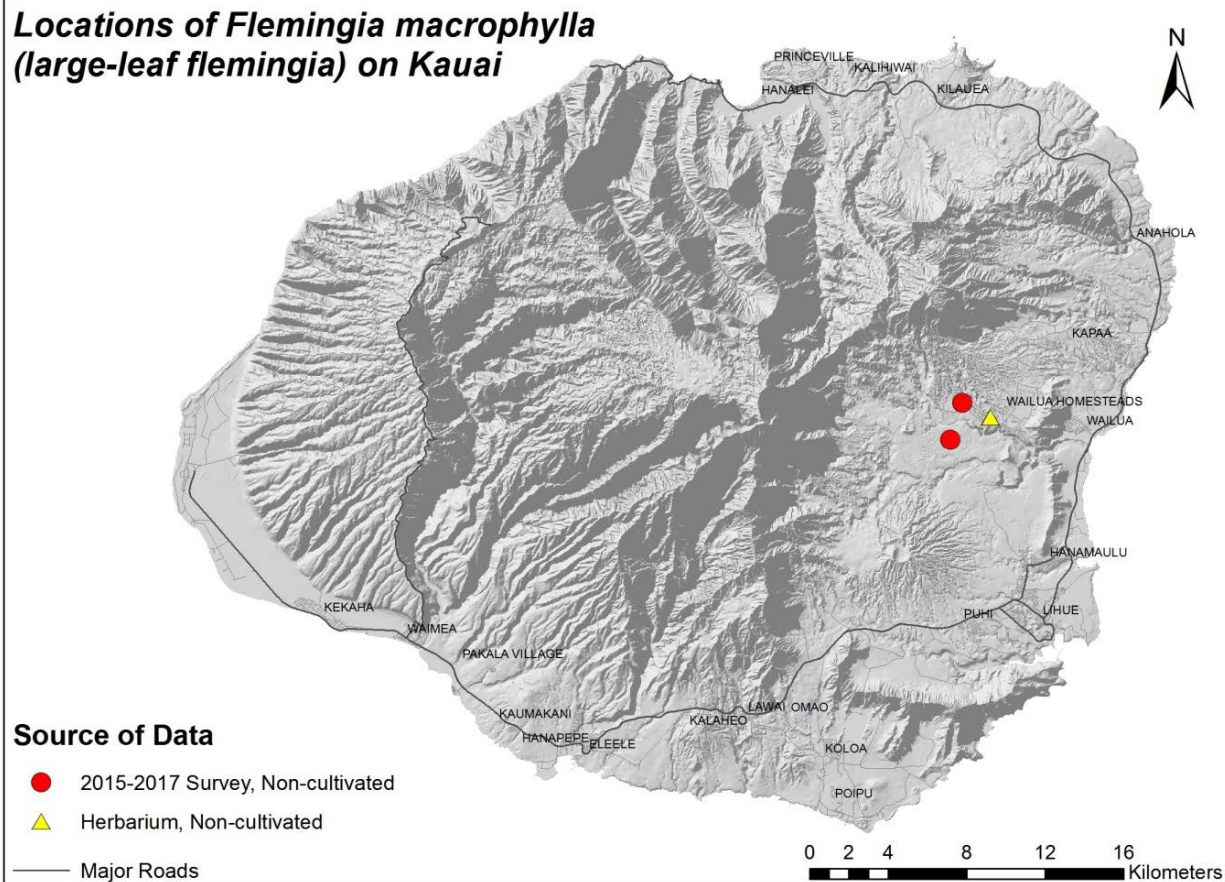 Locations of Flemingia macrophylla
(large-leaf flemingia) on Kauai
N
PRINCEVILLE
KALIHIWAI
HANALEI
KILAUEA
ANAHOLA
KAPAA
WAILUA HOMESTEADS
WAILUA
HANAMAULU
KEKAHA
PUHI
LIHUE
WAIMEA
PAKALA VILLAGE
KAUMAKANI
KALAHEO
LAWAI
OMAO
HANAPEPE
ELEELE
KOLOA
POIPU
Source of Data
2015-2017 Survey, Non-cultivated
Herbarium, Non-cultivated
Major Roads
0 2 4 8 12 16
Kilometers